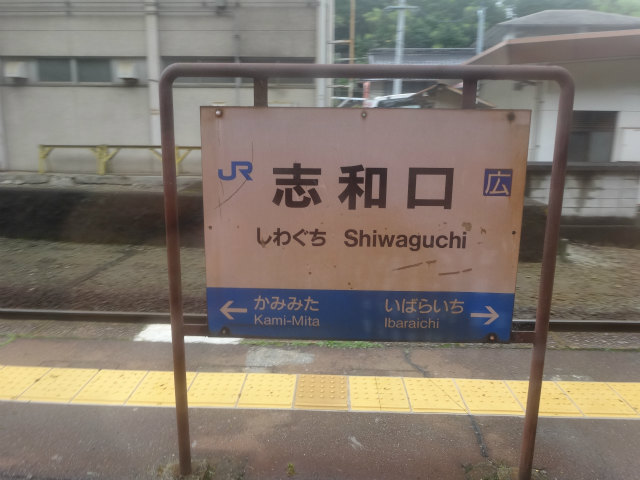 JR 志和口 広
しわぐち Shiwaguchi
← かみみた いばらいち →
Kami-Mita Ibaraichi